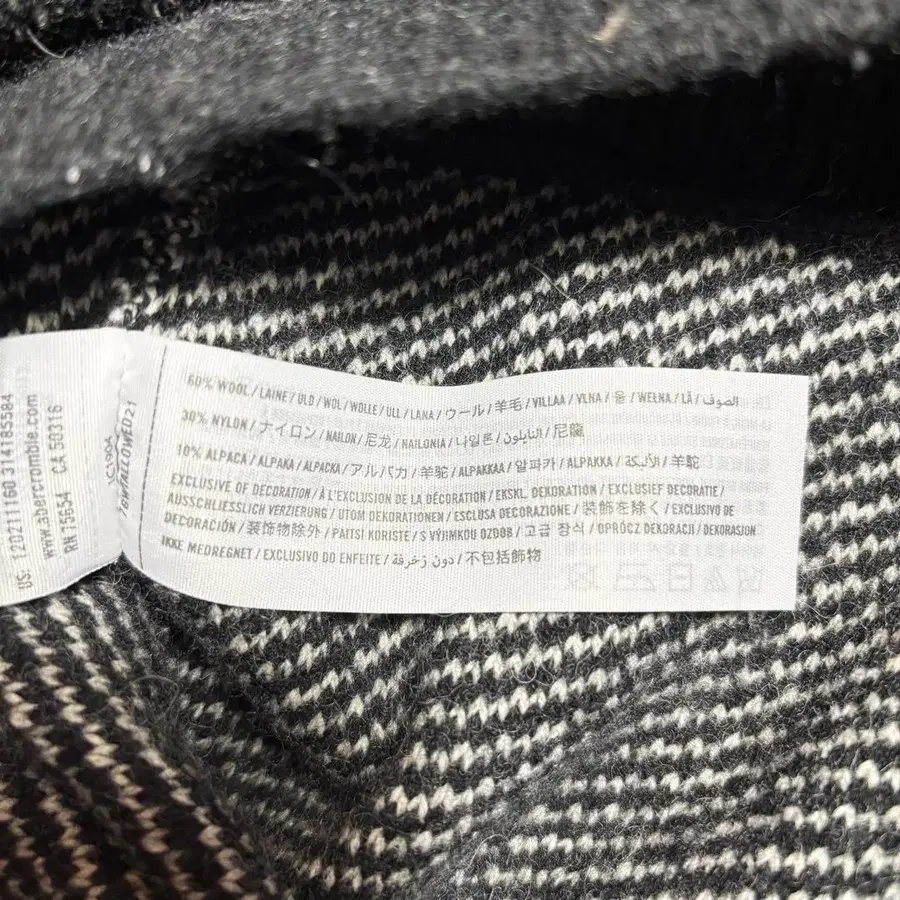 60% WOOL / LAINE / ULD / WOL / WOLLE / ULL / LANA / ウール / 羊毛 / VILLAA / VLNA / 울 / WEŁNA / الصوف /
30% NYLON / ナイロン / NAILON / 尼龙 / NAILONIA / 나일론 / النايلون / 尼龍
10% ALPACA / ALPAKA / ALPACKA / アルパカ / 羊驼 / ALPAKKAA / 알파카 / ALPAKKA / الألبكة / 羊駝
EXCLUSIVE OF DECORATION / À L'EXCLUSION DE LA DÉCORATION / EKSKL. DEKORATION / EXCLUSIEF DECORATIE /
AUSSCHLIESSLICH VERZIERUNG / UTOM DEKORATIONEN / ESCLUSA DECORAZIONE / 装飾を除く / EXCLUSIVO DE
DECORACIÓN / 装饰物除外 / PAITSI KORISTE / S VÝJIMKOU OZDOB / 고급 장식 / OPRÓCZ DEKORACJI / DEKORASJON
IKKE MEDREGNET / EXCLUSIVO DO ENFEITE / دون زخرفة / 不包括飾物
US: 120211160 314185584
www.abercrombie.com
RN 75654 CA 50316